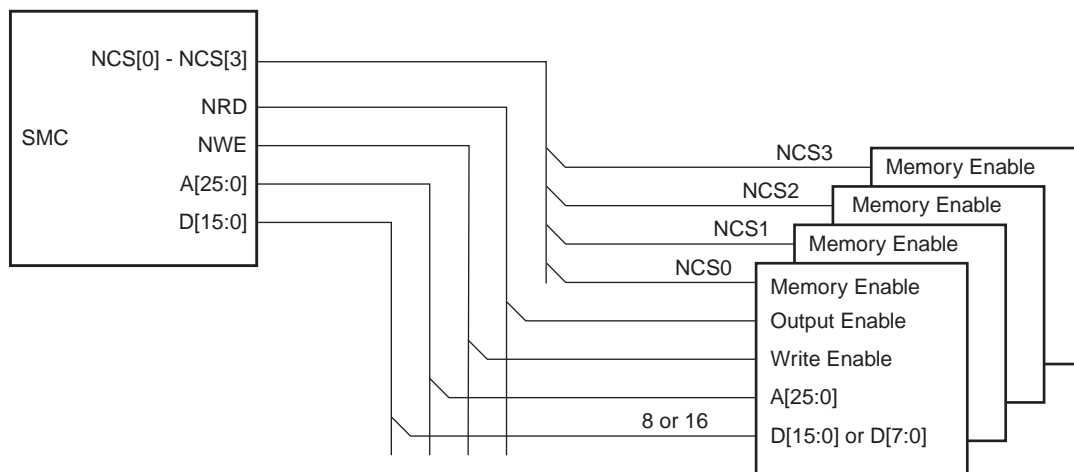 NCS[0] - NCS[3]
NRD
SMC
NWE
A[25:0]
D[15:0]
NCS3
Memory Enable
NCS2
Memory Enable
NCS1
Memory Enable
NCS0
Memory Enable
Output Enable
Write Enable
A[25:0]
8 or 16
D[15:0] or D[7:0]